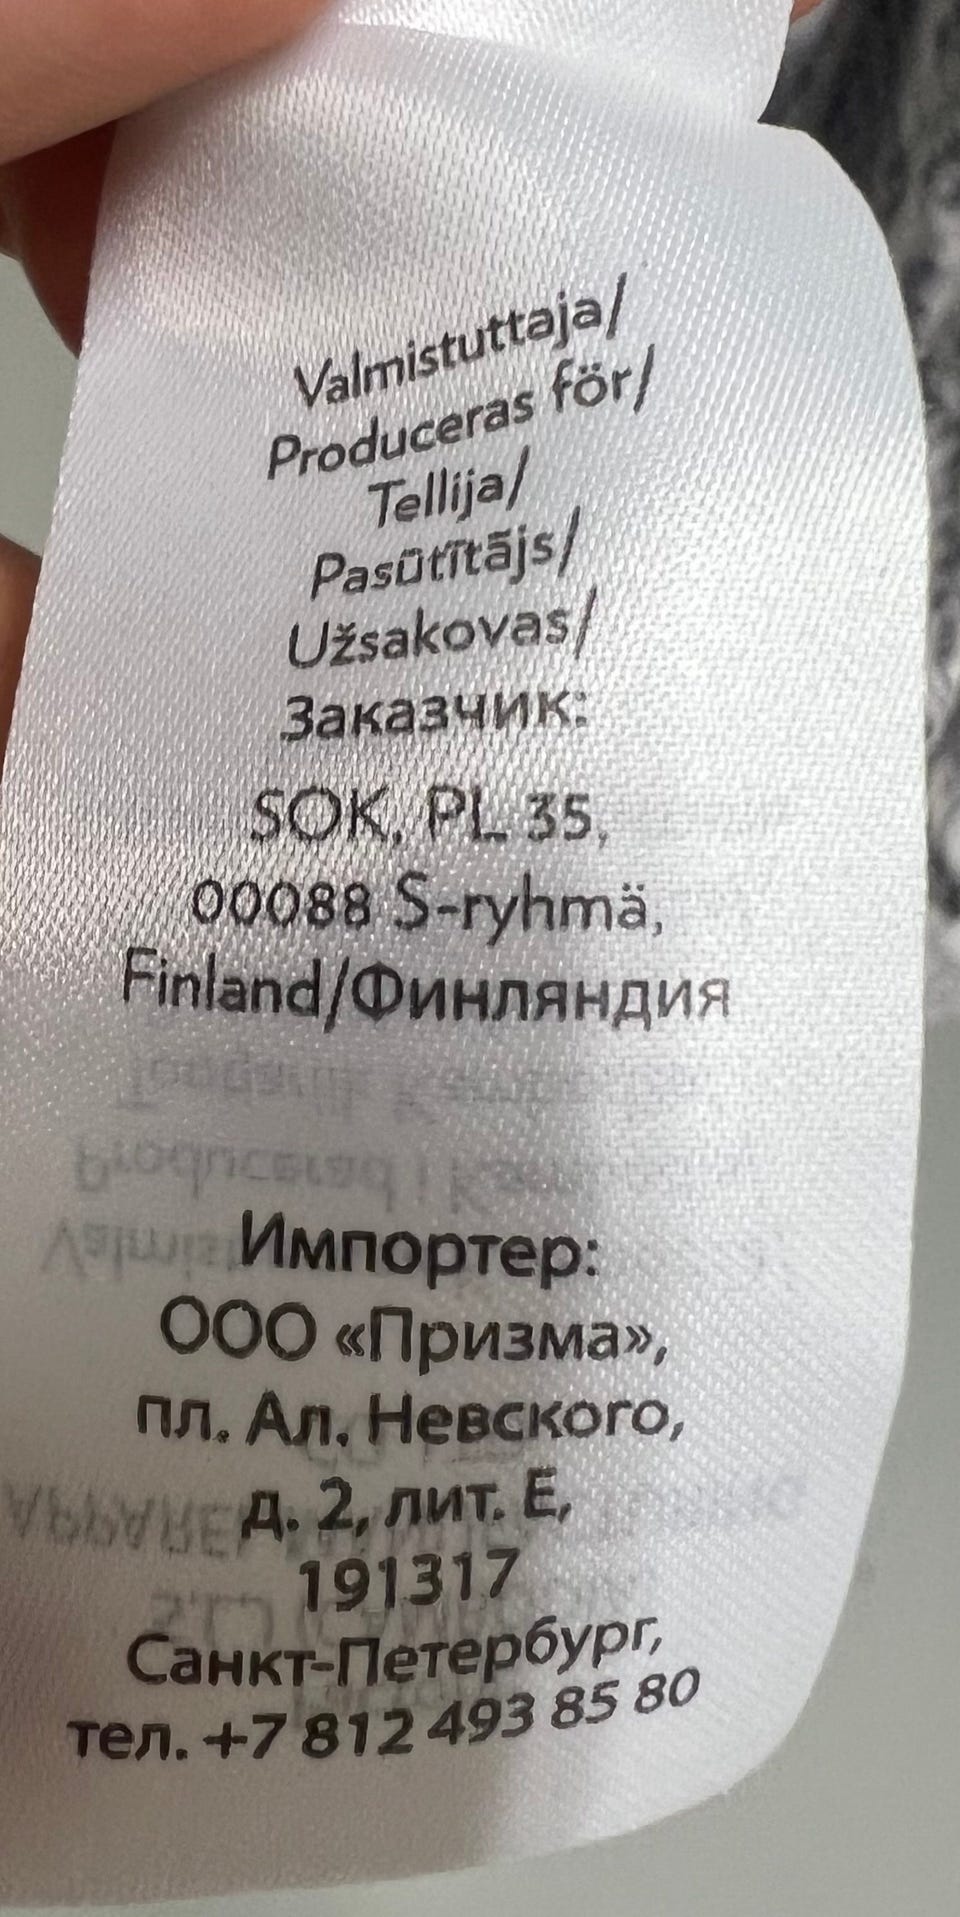 Valmistuttaja/
Produceras för/
Tellija/
Pasūtītājs/
Užsakovas/
Заказчик:
SOK, PL 35,
00088 S-ryhmä,
Finland/Финляндия
Импортер:
ООО «Призма»,
пл. Ал. Невского,
д. 2, лит. Е,
191317
Санкт-Петербург,
тел. +7 812 493 85 80